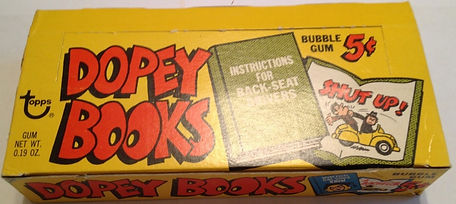 DOPEY
BOOKS
topps
GUM
NET WT.
0.19 OZ.
INSTRUCTIONS
FOR
BACK-SEAT
BUBBLE
GUM 5¢
SHUT UP!
DOPEY BOOKS
BUBBLE